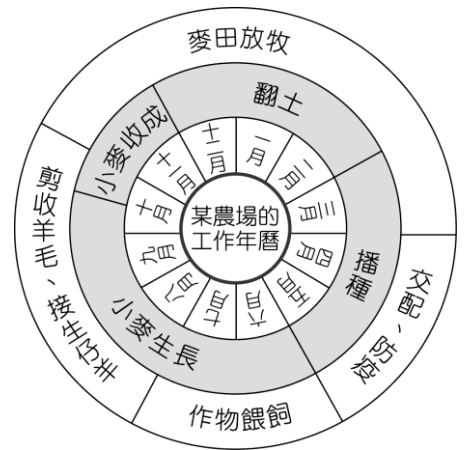 麥田放牧
翻土
小麥收成
十二月
一月
二月
三月
四月
五月
六月
七月
八月
九月
十月
十一月
某農場的
工作年曆
播種
小麥生長
剪收羊毛、接生仔羊
交配、防疫
作物餵飼